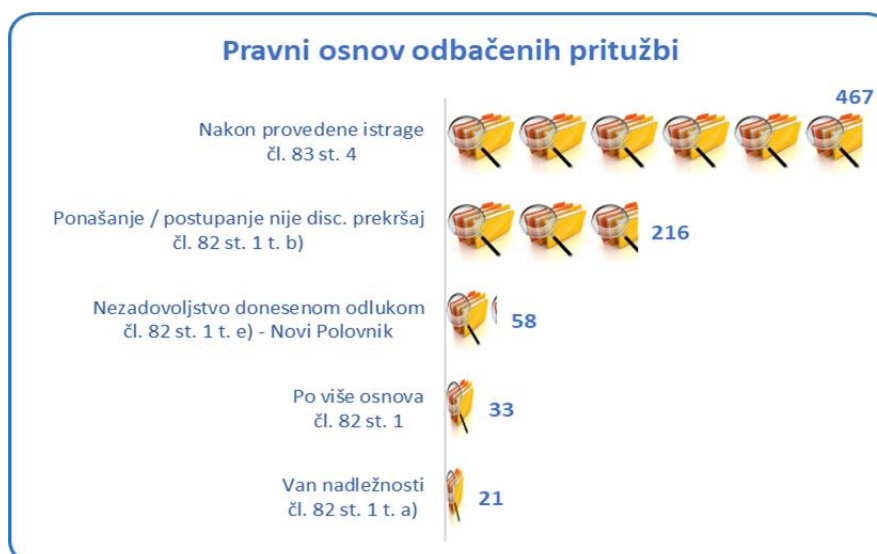 Pravni osnov odbačenih pritužbi
467
Nakon provedene istrage
čl. 83 st. 4
Ponašanje / postupanje nije disc. prekršaj
čl. 82 st. 1 t. b)
216
Nezadovoljstvo donesenom odlukom
čl. 82 st. 1 t. e) - Novi Polovnik
58
Po više osnova
čl. 82 st. 1
33
Van nadležnosti
čl. 82 st. 1 t. a)
21